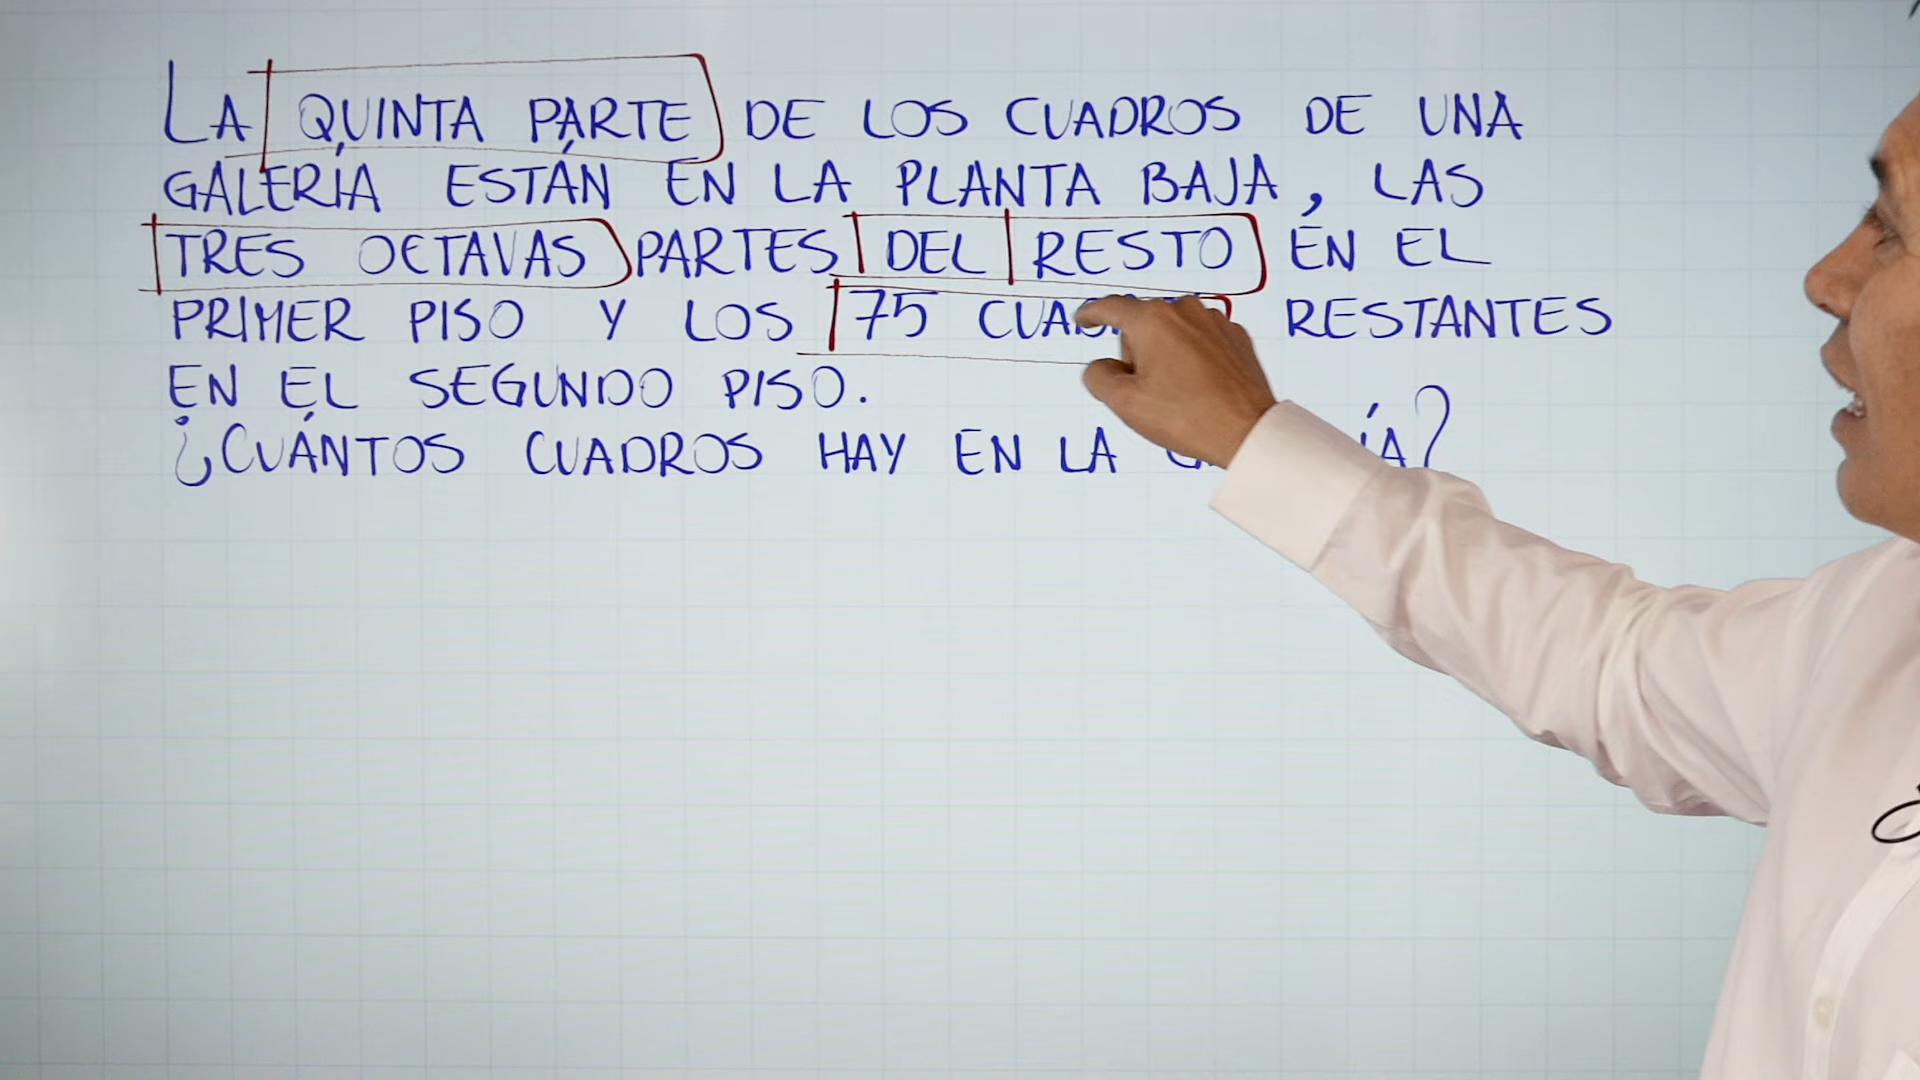 LA QUINTA PARTE DE LOS CUADROS DE UNA
GALERÍA ESTÁN EN LA PLANTA BAJA, LAS
TRES OCTAVAS PARTES DEL RESTO EN EL
PRIMER PISO Y LOS 75 RESTANTES
EN EL SEGUNDO PISO.
¿CUÁNTOS CUADROS HAY EN LA